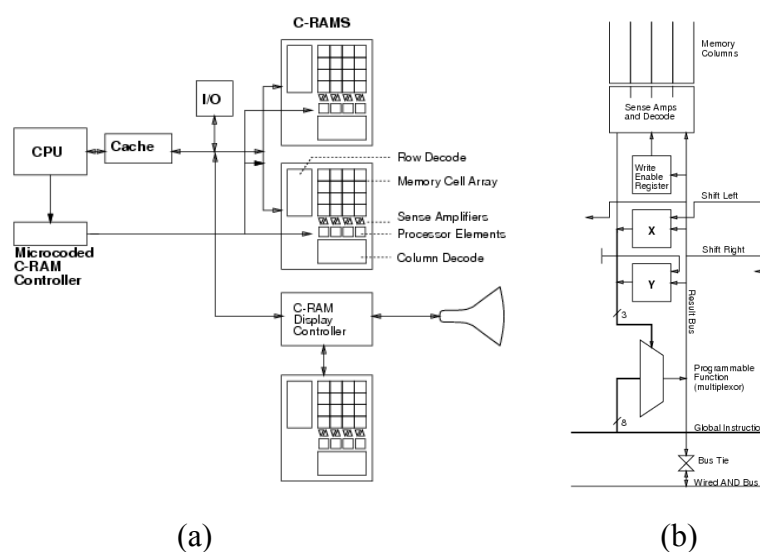 C-RAMS
I/O
CPU
Cache
Row Decode
Memory Cell Array
Sense Amplifiers
Processor Elements
Column Decode
Microcoded
C-RAM
Controller
C-RAM
Display
Controller
(a)
Memory
Columns
Sense Amps
and Decode
Write
Enable
Register
Shift Left
X
Shift Right
Y
Result Bus
3
Programmable
Function
(multiplexor)
8
Global Instructio
Bus Tie
Wired AND Bus
(b)